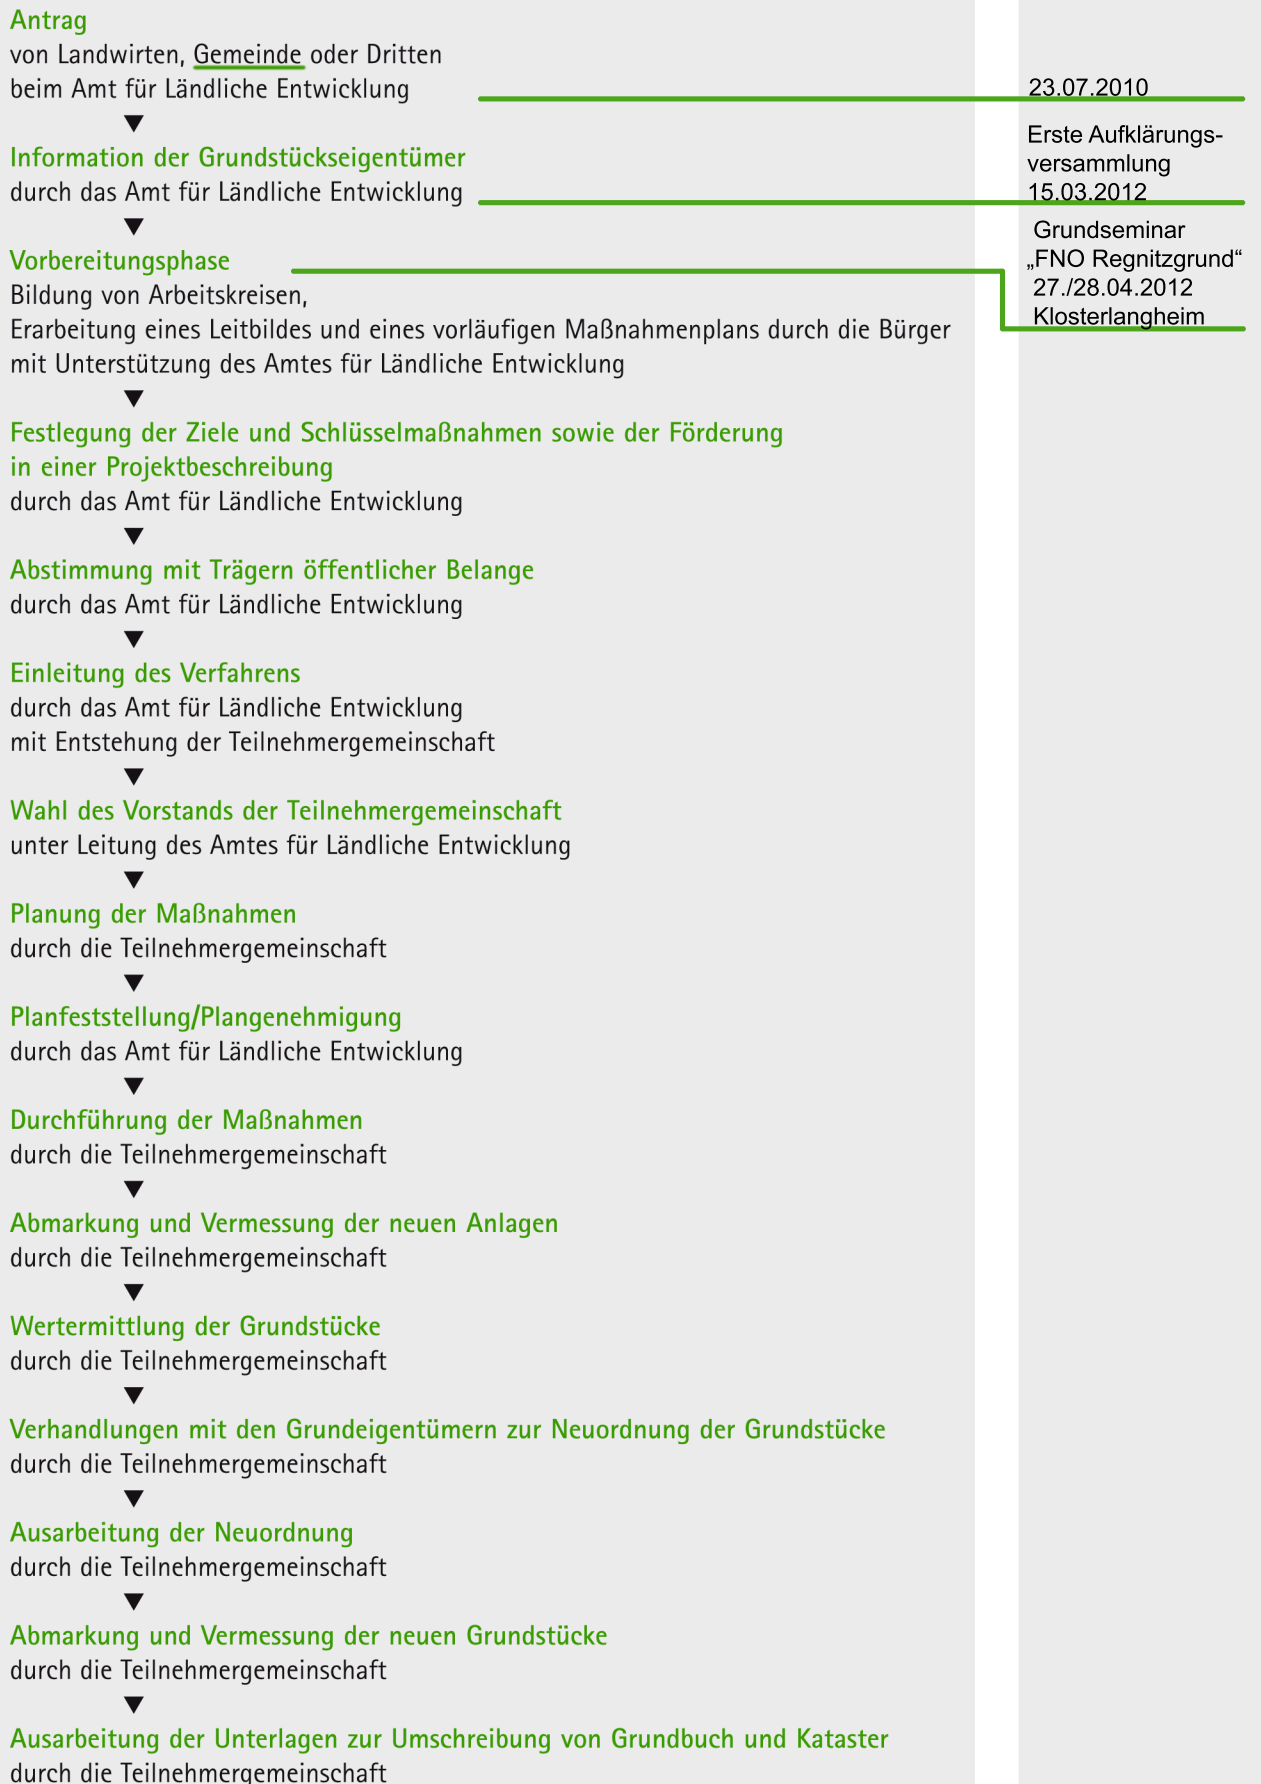 Antrag
von Landwirten, Gemeinde oder Dritten
beim Amt für Ländliche Entwicklung
23.07.2010
Information der Grundstückseigentümer
durch das Amt für Ländliche Entwicklung
Erste Aufklärungs-
versammlung
15.03.2012
Vorbereitungsphase
Bildung von Arbeitskreisen,
Erarbeitung eines Leitbildes und eines vorläufigen Maßnahmenplans durch die Bürger
mit Unterstützung des Amtes für Ländliche Entwicklung
Grundseminar
„FNO Regnitzgrund“
27./28.04.2012
Klosterlangheim
Festlegung der Ziele und Schlüsselmaßnahmen sowie der Förderung
in einer Projektbeschreibung
durch das Amt für Ländliche Entwicklung
Abstimmung mit Trägern öffentlicher Belange
durch das Amt für Ländliche Entwicklung
Einleitung des Verfahrens
durch das Amt für Ländliche Entwicklung
mit Entstehung der Teilnehmergemeinschaft
Wahl des Vorstands der Teilnehmergemeinschaft
unter Leitung des Amtes für Ländliche Entwicklung
Planung der Maßnahmen
durch die Teilnehmergemeinschaft
Planfeststellung/Plangenehmigung
durch das Amt für Ländliche Entwicklung
Durchführung der Maßnahmen
durch die Teilnehmergemeinschaft
Abmarkung und Vermessung der neuen Anlagen
durch die Teilnehmergemeinschaft
Wertermittlung der Grundstücke
durch die Teilnehmergemeinschaft
Verhandlungen mit den Grundeigentümern zur Neuordnung der Grundstücke
durch die Teilnehmergemeinschaft
Ausarbeitung der Neuordnung
durch die Teilnehmergemeinschaft
Abmarkung und Vermessung der neuen Grundstücke
durch die Teilnehmergemeinschaft
Ausarbeitung der Unterlagen zur Umschreibung von Grundbuch und Kataster
durch die Teilnehmergemeinschaft